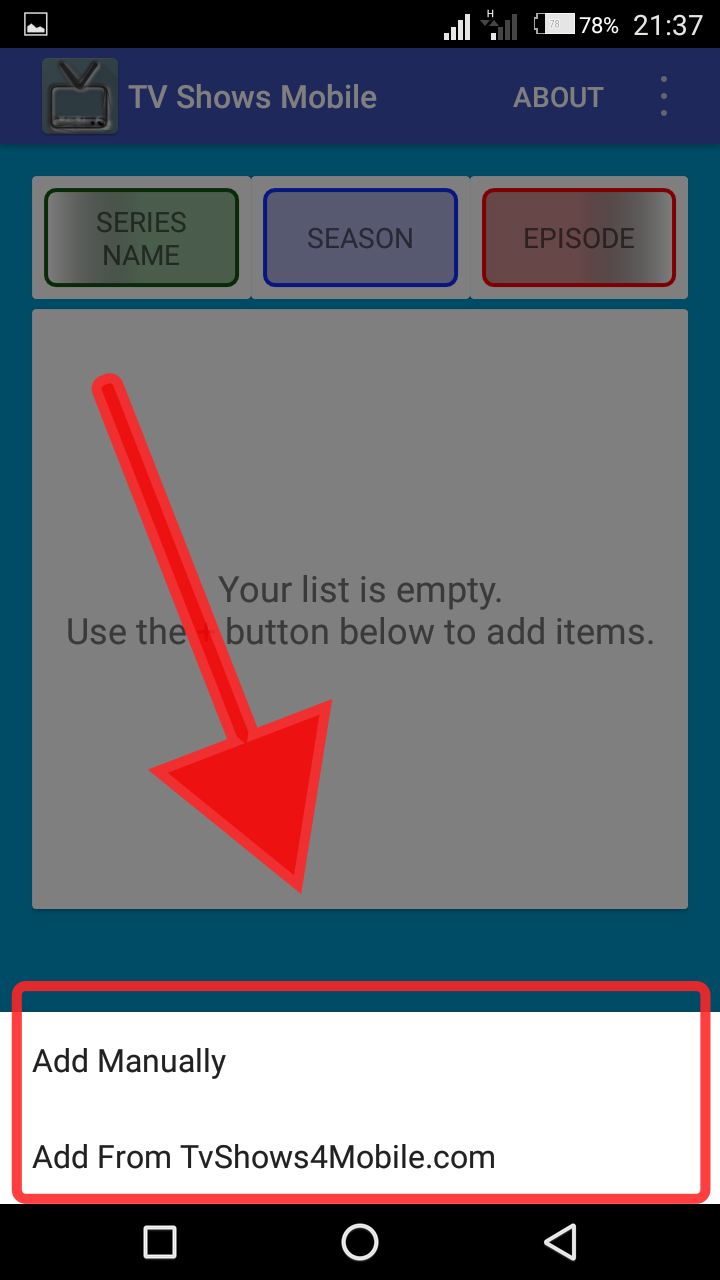 H
78
78%
21:37
TV Shows Mobile
ABOUT
SERIES
NAME
SEASON
EPISODE
Your list is empty.
Use the + button below to add items.
Add Manually
Add From TvShows4Mobile.com